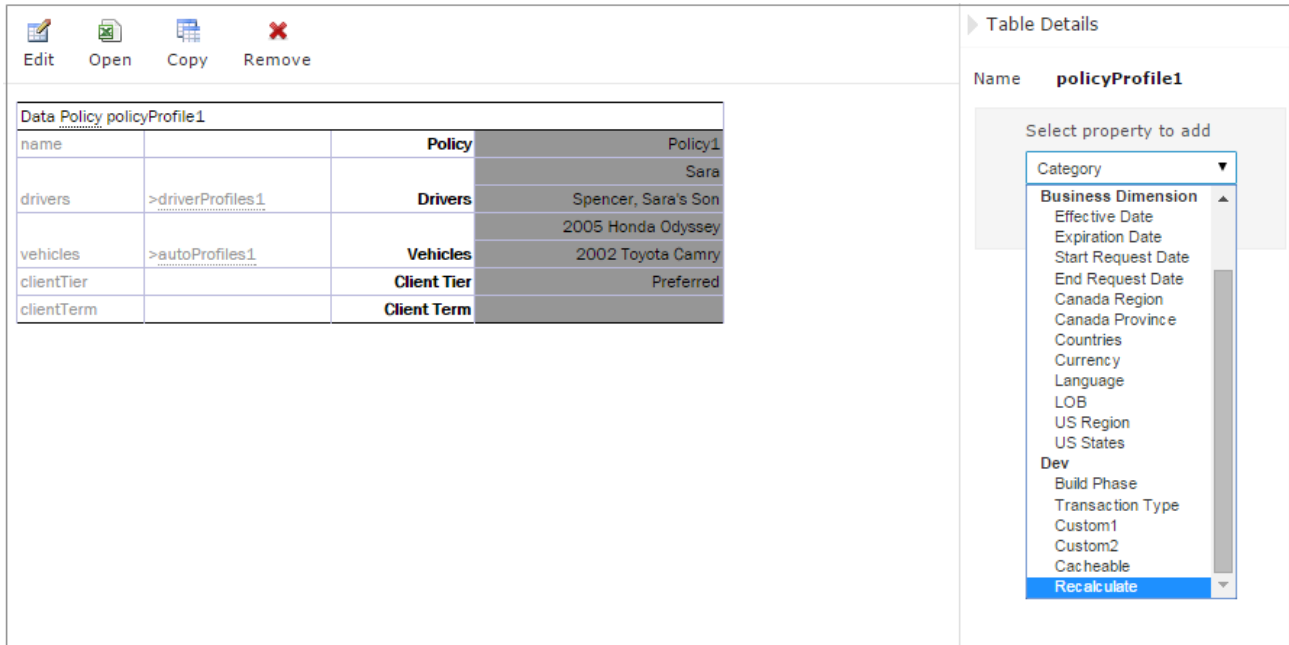 Edit Open Copy Remove
Data Policy policyProfile1
name Policy Policy1
Sara
drivers >driverProfiles1 Drivers Spencer, Sara's Son
2005 Honda Odyssey
vehicles >autoProfiles1 Vehicles 2002 Toyota Camry
clientTier Client Tier Preferred
clientTerm Client Term
Table Details
Name policyProfile1
Select property to add
Category
Business Dimension
Effective Date
Expiration Date
Start Request Date
End Request Date
Canada Region
Canada Province
Countries
Currency
Language
LOB
US Region
US States
Dev
Build Phase
Transaction Type
Custom1
Custom2
Cacheable
Recalculate